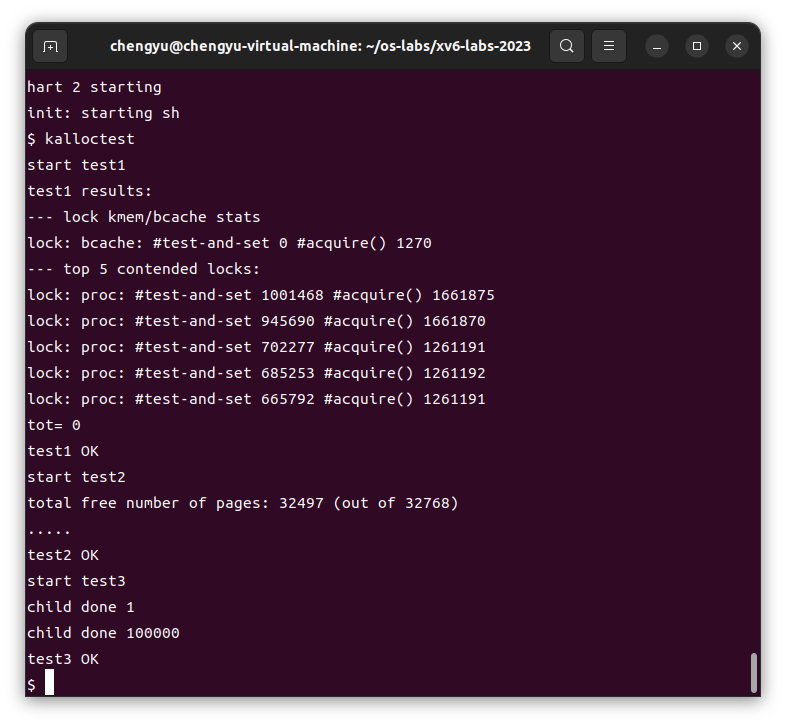 chengyu@chengyu-virtual-machine: ~/os-labs/xv6-labs-2023
hart 2 starting
init: starting sh
$ kalloctest
start test1
test1 results:
--- lock kmem/bcache stats
lock: bcache: #test-and-set 0 #acquire() 1270
--- top 5 contended locks:
lock: proc: #test-and-set 1001468 #acquire() 1661875
lock: proc: #test-and-set 945690 #acquire() 1661870
lock: proc: #test-and-set 702277 #acquire() 1261191
lock: proc: #test-and-set 685253 #acquire() 1261192
lock: proc: #test-and-set 665792 #acquire() 1261191
tot= 0
test1 OK
start test2
total free number of pages: 32497 (out of 32768)
.....
test2 OK
start test3
child done 1
child done 100000
test3 OK
$